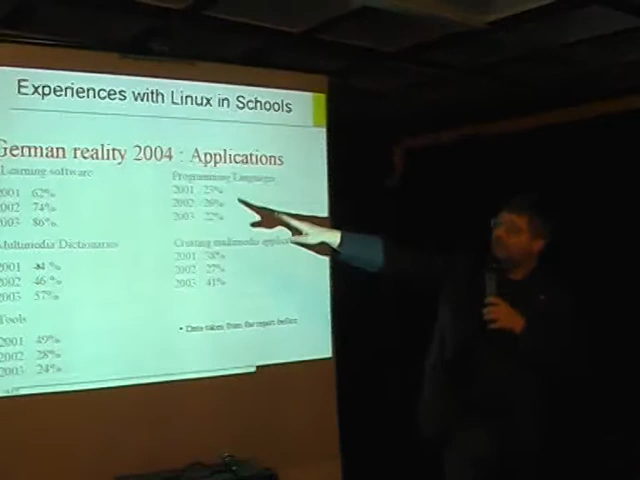 Experiences with Linux in Schools
German reality 2004 : Applications
Learning software
2001 62%
2002 74%
2003 86%
Multimedia Dictionaries
2001 44 %
2002 46 %
2003 57%
Tools
2001 49%
2002 28%
2003 24%
Programming Languages
2001 23%
2002 26%
2003 22%
Creating multimedia
2001 38%
2002 27%
2003 41%
• Data taken from the report before